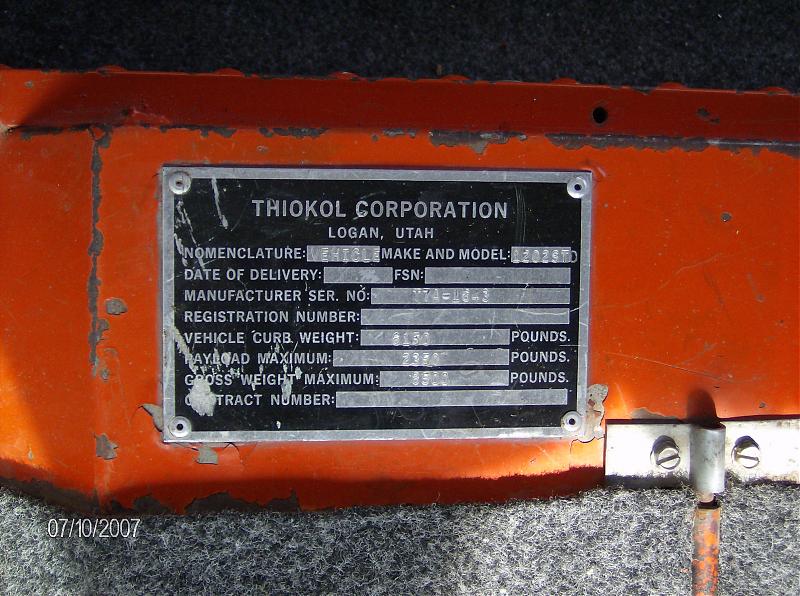 THIOKOL CORPORATION
LOGAN, UTAH
NOMENCLATURE: VEHICLE MAKE AND MODEL:
DATE OF DELIVERY: FSN:
MANUFACTURER SER. NO:
REGISTRATION NUMBER:
VEHICLE CURB WEIGHT: POUNDS.
PAYLOAD MAXIMUM: 2350 POUNDS.
GROSS WEIGHT MAXIMUM: POUNDS.
CONTRACT NUMBER:
07/10/2007